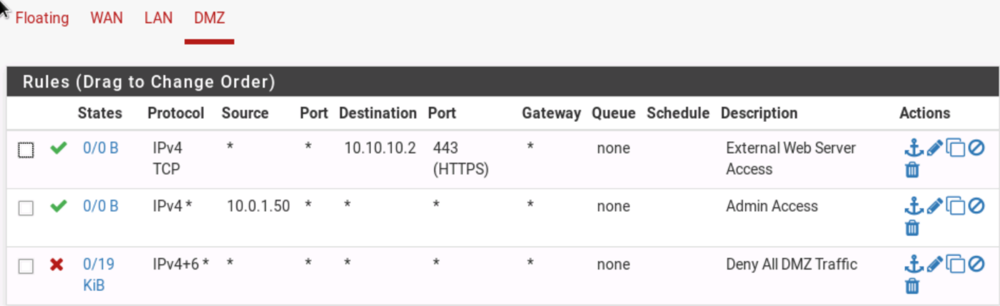 Floating WAN LAN DMZ
Rules (Drag to Change Order)
States Protocol Source Port Destination Port Gateway Queue Schedule Description Actions
0/0 B IPv4 * * 10.10.10.2 443 * none External Web Server
TCP (HTTPS) Access
0/0 B IPv4 * 10.0.1.50 * * * * none Admin Access
0/19 IPv4+6 * * * * * * none Deny All DMZ Traffic
KiB